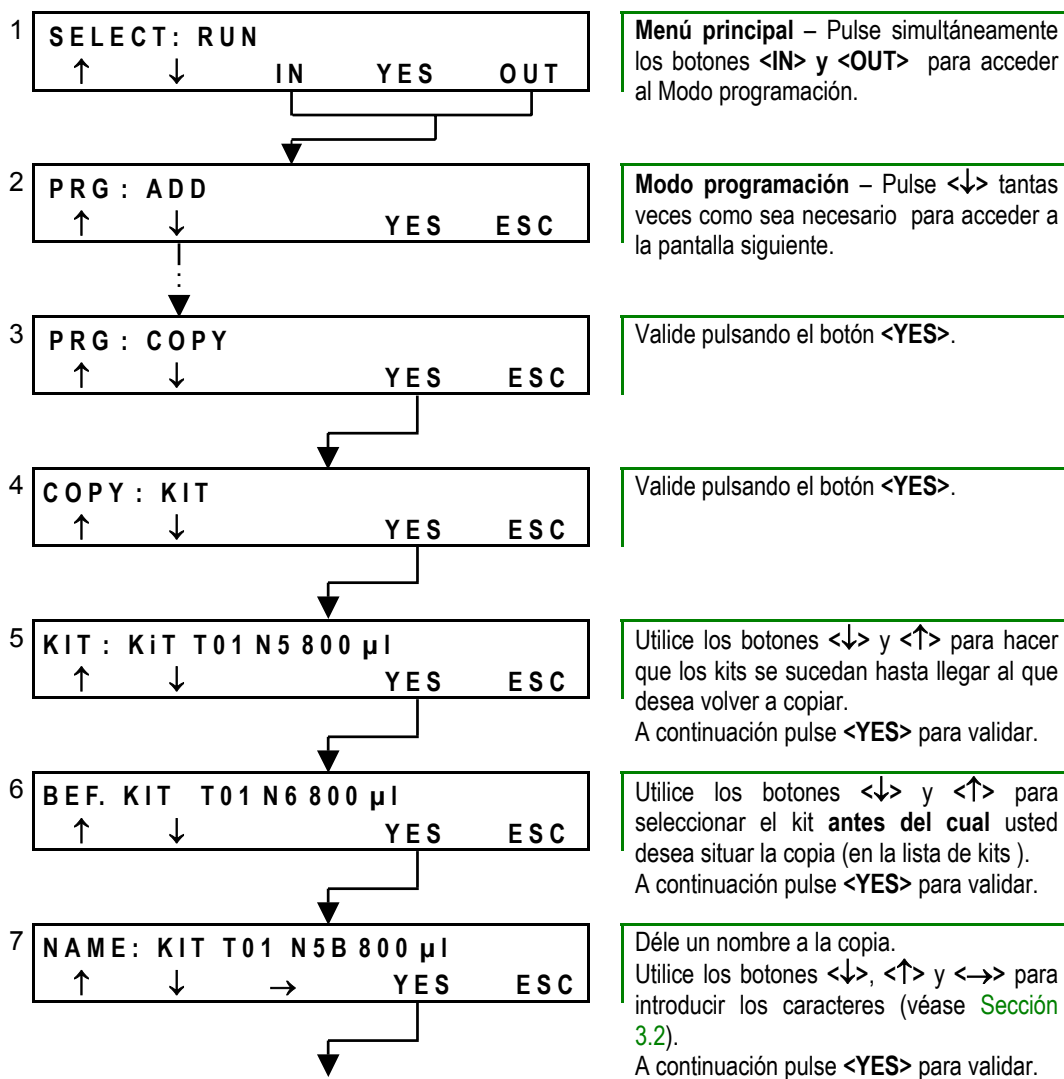 1
SELECT: RUN
↑ ↓ IN YES OUT
Menú principal – Pulse simultáneamente
los botones <IN> y <OUT> para acceder
al Modo programación.
2
PRG: ADD
↑ ↓ YES ESC
Modo programación – Pulse <↓> tantas
veces como sea necesario para acceder a
la pantalla siguiente.
3
PRG: COPY
↑ ↓ YES ESC
Valide pulsando el botón <YES>.
4
COPY: KIT
↑ ↓ YES ESC
Valide pulsando el botón <YES>.
5
KIT: KiT T01 N5 800 µl
↑ ↓ YES ESC
Utilice los botones <↓> y <↑> para hacer
que los kits se sucedan hasta llegar al que
desea volver a copiar.
A continuación pulse <YES> para validar.
6
BEF. KIT T01 N6 800 µl
↑ ↓ YES ESC
Utilice los botones <↓> y <↑> para
seleccionar el kit antes del cual usted
desea situar la copia (en la lista de kits ).
A continuación pulse <YES> para validar.
7
NAME: KIT T01 N5B 800 µl
↑ ↓ → YES ESC
Déle un nombre a la copia.
Utilice los botones <↓>, <↑> y <→> para
introducir los caracteres (véase Sección
3.2).
A continuación pulse <YES> para validar.